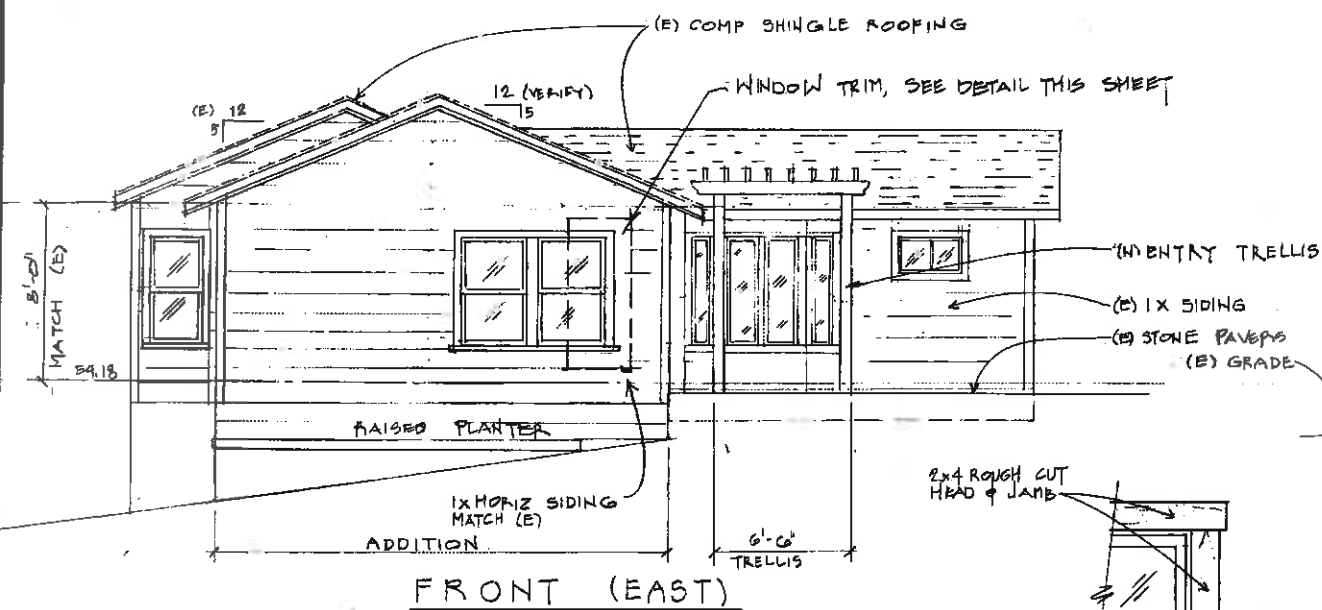 (E) COMP SHINGLE ROOFING
WINDOW TRIM, SEE DETAIL THIS SHEET
(E) 12
5
12 (VERIFY)
5
8'-0"
MATCH (E)
54.18
(N) ENTRY TRELLIS
(E) 1X SIDING
(E) STONE PAVERS
(E) GRADE
RAISED PLANTER
1X HORIZ SIDING
MATCH (E)
2x4 ROUGH CUT
HEAD & JAMB
ADDITION
6'-6"
TRELLIS
FRONT (EAST)